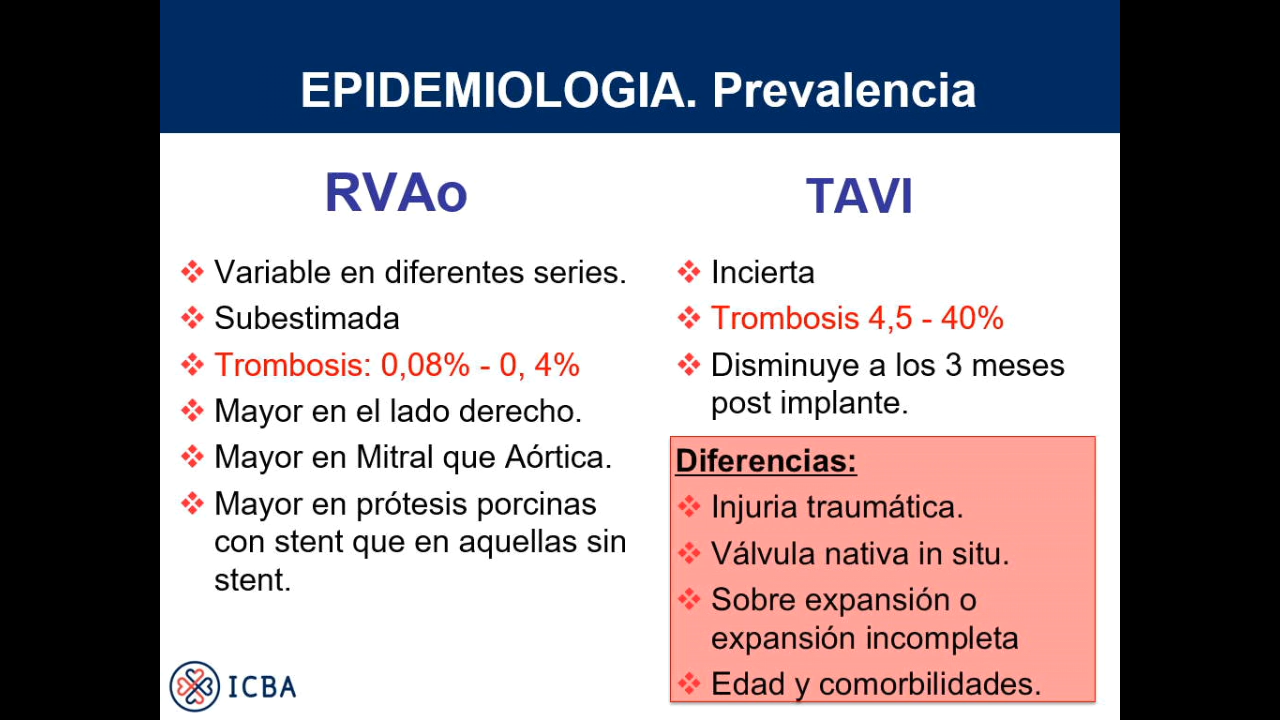 EPIDEMIOLOGIA. Prevalencia
RVAo
Variable en diferentes series.
Subestimada
Trombosis: 0,08% - 0, 4%
Mayor en el lado derecho.
Mayor en Mitral que Aórtica.
Mayor en prótesis porcinas
con stent que en aquellas sin
stent.
TAVI
Incierta
Trombosis 4,5 - 40%
Disminuye a los 3 meses
post implante.
Diferencias:
Injuria traumática.
Válvula nativa in situ.
Sobre expansión o
expansión incompleta
Edad y comorbilidades.
ICBA